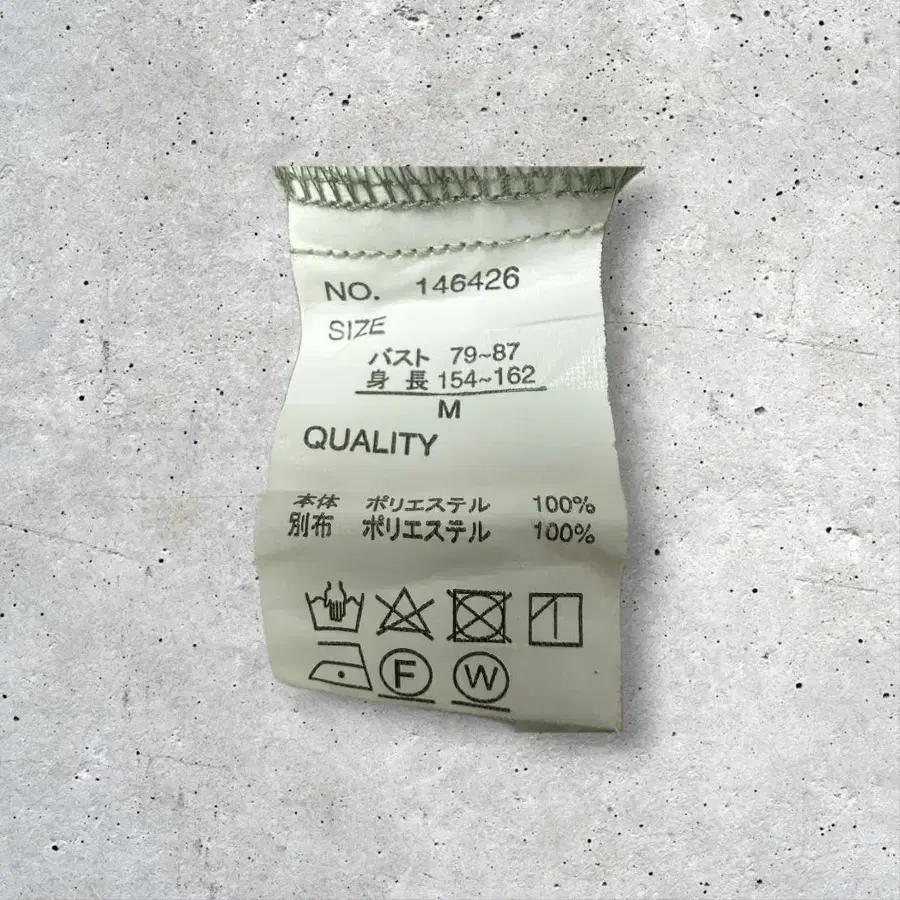 NO. 146426
SIZE
バスト 79~87
身 長 154~162
M
QUALITY
本体 ポリエステル 100%
別布 ポリエステル 100%
F W